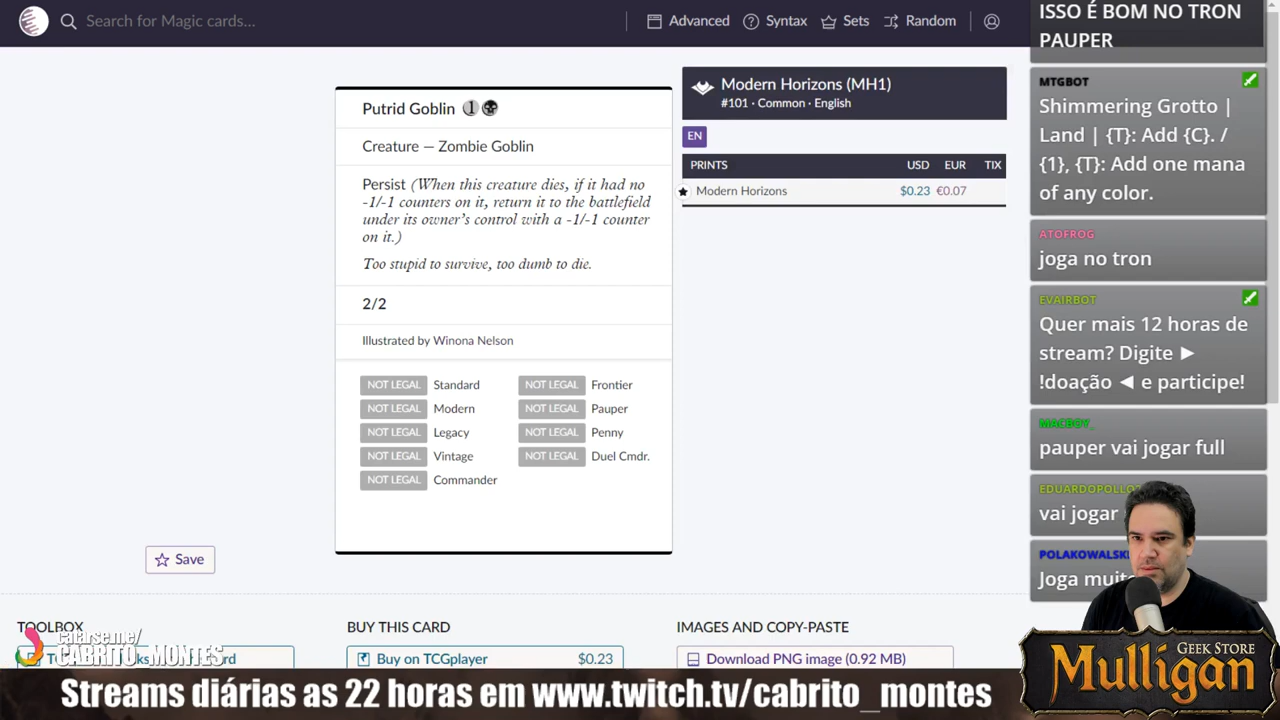 Search for Magic cards...
Advanced
Syntax
Sets
Random
Putrid Goblin 1
Creature — Zombie Goblin
Persist (When this creature dies, if it had no
-1/-1 counters on it, return it to the battlefield
under its owner's control with a -1/-1 counter
on it.)
Too stupid to survive, too dumb to die.
2/2
Illustrated by Winona Nelson
NOT LEGAL Standard
NOT LEGAL Frontier
NOT LEGAL Modern
NOT LEGAL Pauper
NOT LEGAL Legacy
NOT LEGAL Penny
NOT LEGAL Vintage
NOT LEGAL Duel Cmdr.
NOT LEGAL Commander
Save
Modern Horizons (MH1)
#101 · Common · English
EN
PRINTS USD EUR TIX
Modern Horizons $0.23 €0.07
ISSO É BOM NO TRON
PAUPER
MTGBOT
Shimmering Grotto |
Land | {T}: Add {C}. /
{1}, {T}: Add one mana
of any color.
ATOFROG
joga no tron
EVAIRBOT
Quer mais 12 horas de
stream? Digite ►
!doação ◄ e participe!
MACBOY_
pauper vai jogar full
vai jogar
Joga
TOOLBOX
BUY THIS CARD
Buy on TCGplayer $0.23
IMAGES AND COPY-PASTE
Download PNG image (0.92 MB)
catarse.me/
CABRITO_MONTES
Mulligan
GEEK STORE
Streams diárias as 22 horas em www.twitch.tv/cabrito_montes